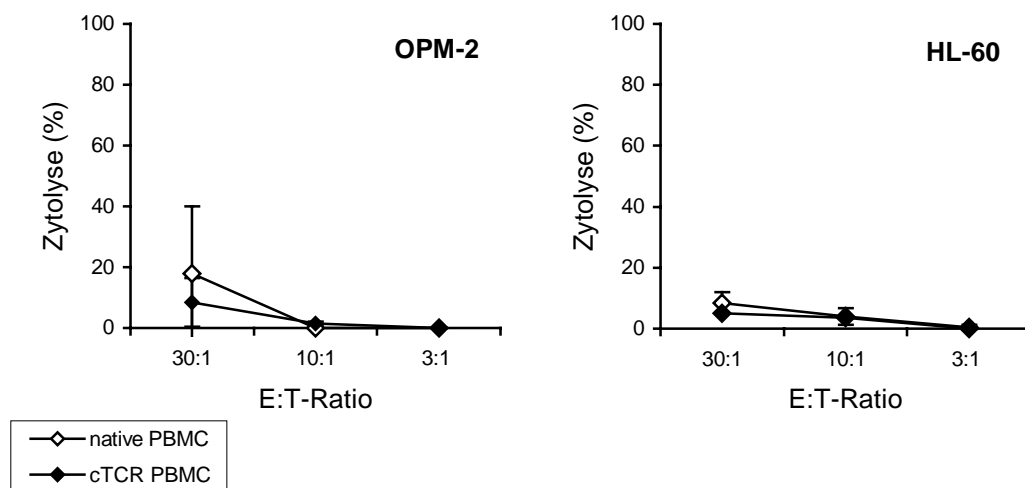 OPM-2
Zytolyse (%)
100
80
60
40
20
0
30:1 10:1 3:1
E:T-Ratio
HL-60
Zytolyse (%)
100
80
60
40
20
0
30:1 10:1 3:1
E:T-Ratio
native PBMC
cTCR PBMC